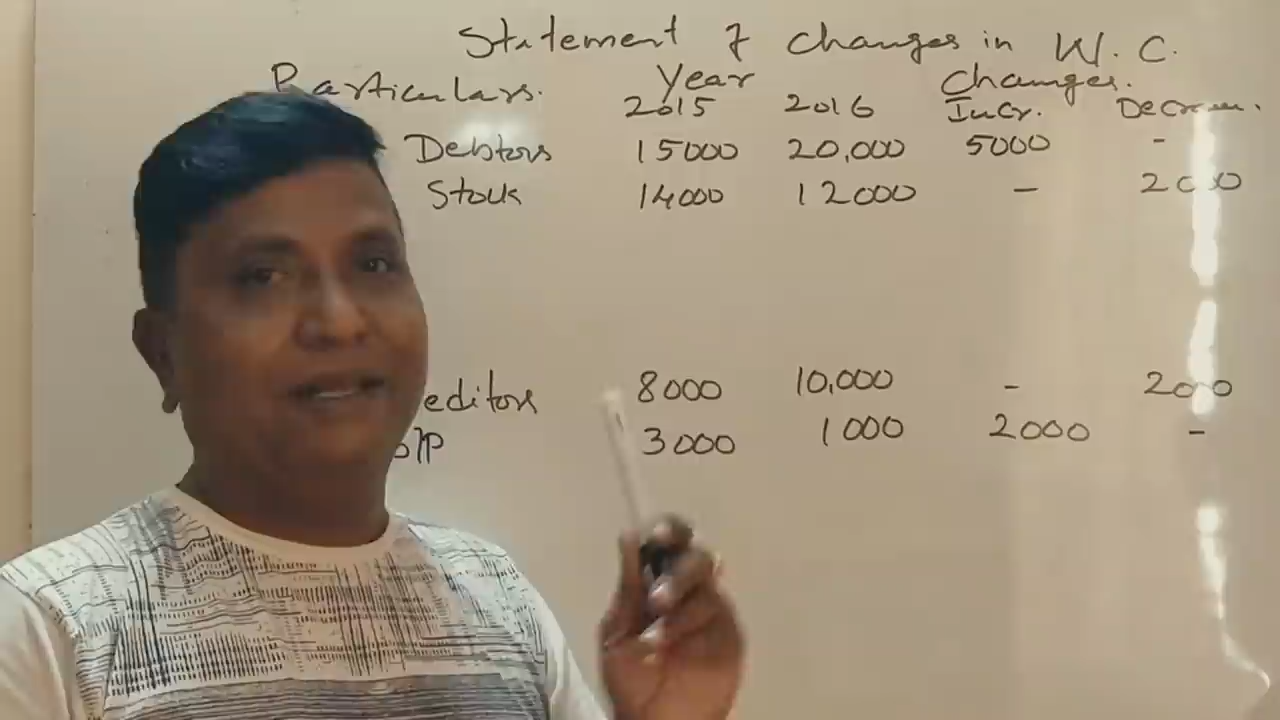 Statement of changes in W. C.
Particulars. Year Changes.
2015 2016 Incr. Decrease.
Debtors 15000 20,000 5000 -
Stock 14000 12000 - 2000
editors 8000 10,000 - 2000
3000 1000 2000 -